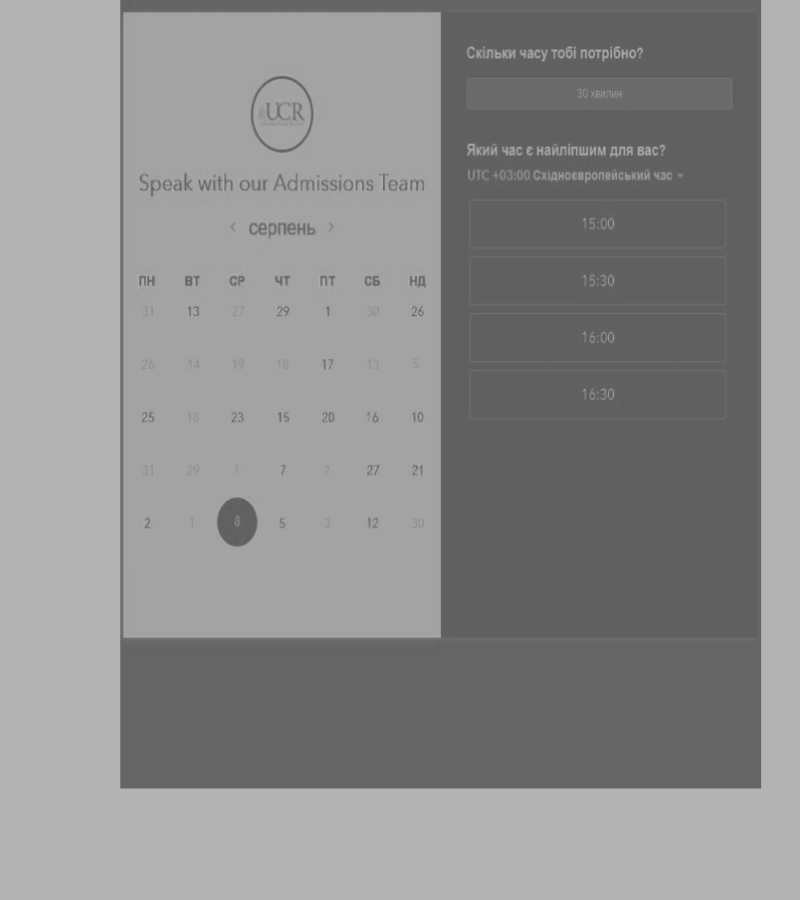 UCR
Speak with our Admissions Team
‹ серпень ›
ПН ВТ СР ЧТ ПТ СБ НД
31 13 27 29 1 30 26
26 14 19 18 17 13 5
25 18 23 15 20 16 10
31 29 1 7 2 27 21
2 1 8 5 3 12 30
Скільки часу тобі потрібно?
30 хвилин
Який час є найліпшим для вас?
UTC +03:00 Східноєвропейський час
15:00
15:30
16:00
16:30